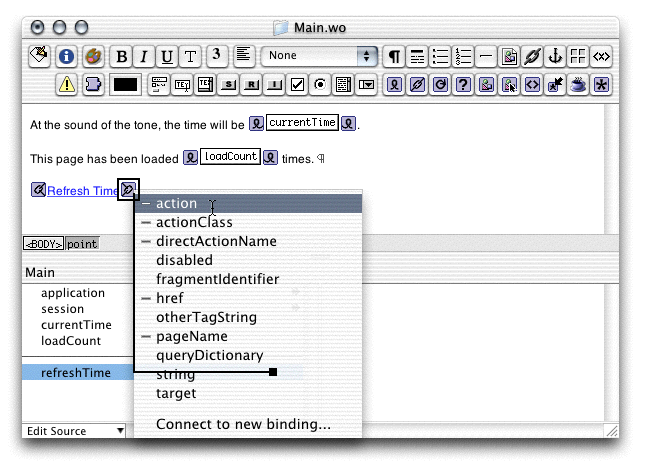 Main.wo
B I U T 3 None ¶
TEXT TEXT S R I
?
At the sound of the tone, the time will be currentTime .
This page has been loaded loadCount times. ¶
Refresh Time
action
actionClass
directActionName
disabled
fragmentIdentifier
href
otherTagString
pageName
queryDictionary
string
target
Connect to new binding...
<BODY> point
Main
application
session
currentTime
loadCount
refreshTime
Edit Source